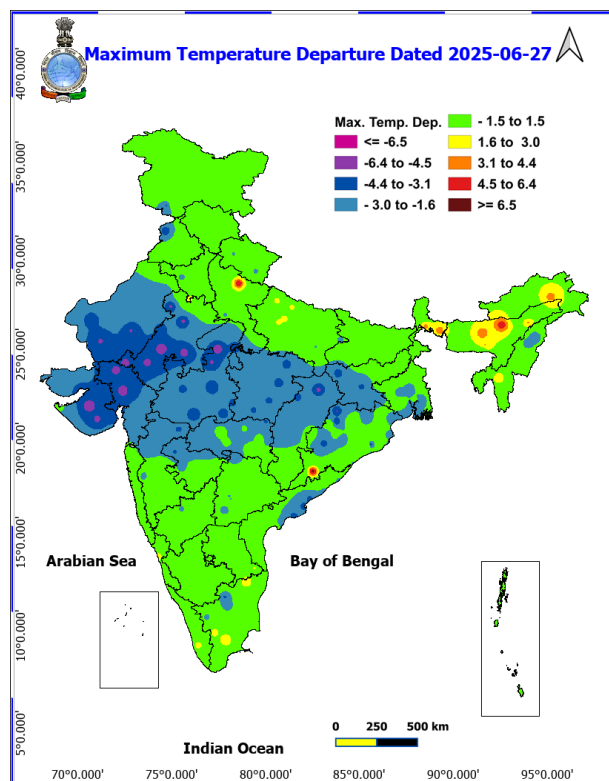 Maximum Temperature Departure Dated 2025-06-27
Max. Temp. Dep.
<= -6.5
-6.4 to -4.5
-4.4 to -3.1
- 3.0 to -1.6
- 1.5 to 1.5
1.6 to 3.0
3.1 to 4.4
4.5 to 6.4
>= 6.5
40°0.000'
35°0.000'
30°0.000'
25°0.000'
20°0.000'
15°0.000'
10°0.000'
5°0.000'
Arabian Sea
Bay of Bengal
0 250 500 km
Indian Ocean
70°0.000' 75°0.000' 80°0.000' 85°0.000' 90°0.000' 95°0.000'